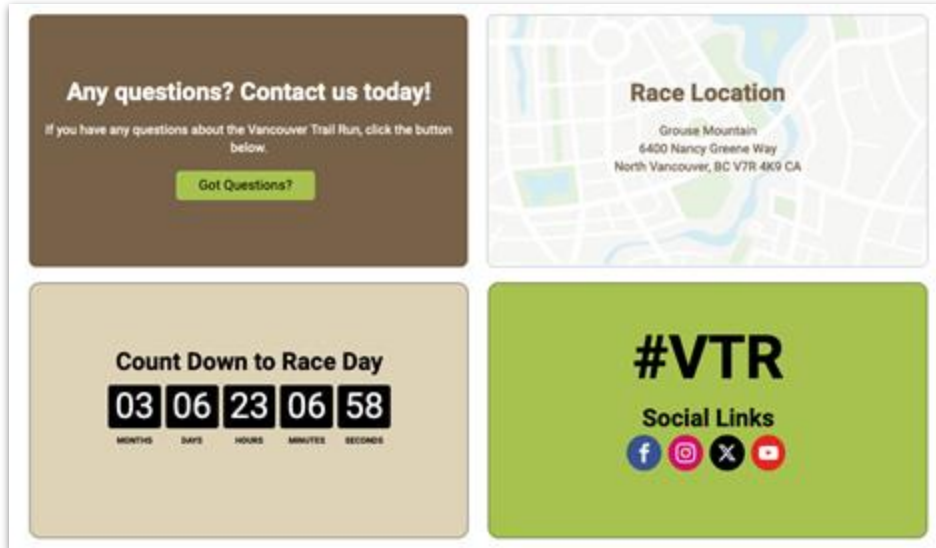 Any questions? Contact us today!
If you have any questions about the Vancouver Trail Run, click the button
below.
Got Questions?
Race Location
Grouse Mountain
6400 Nancy Greene Way
North Vancouver, BC V7R 4K9 CA
Count Down to Race Day
03 06 23 06 58
MONTHS DAYS HOURS MINUTES SECONDS
#VTR
Social Links